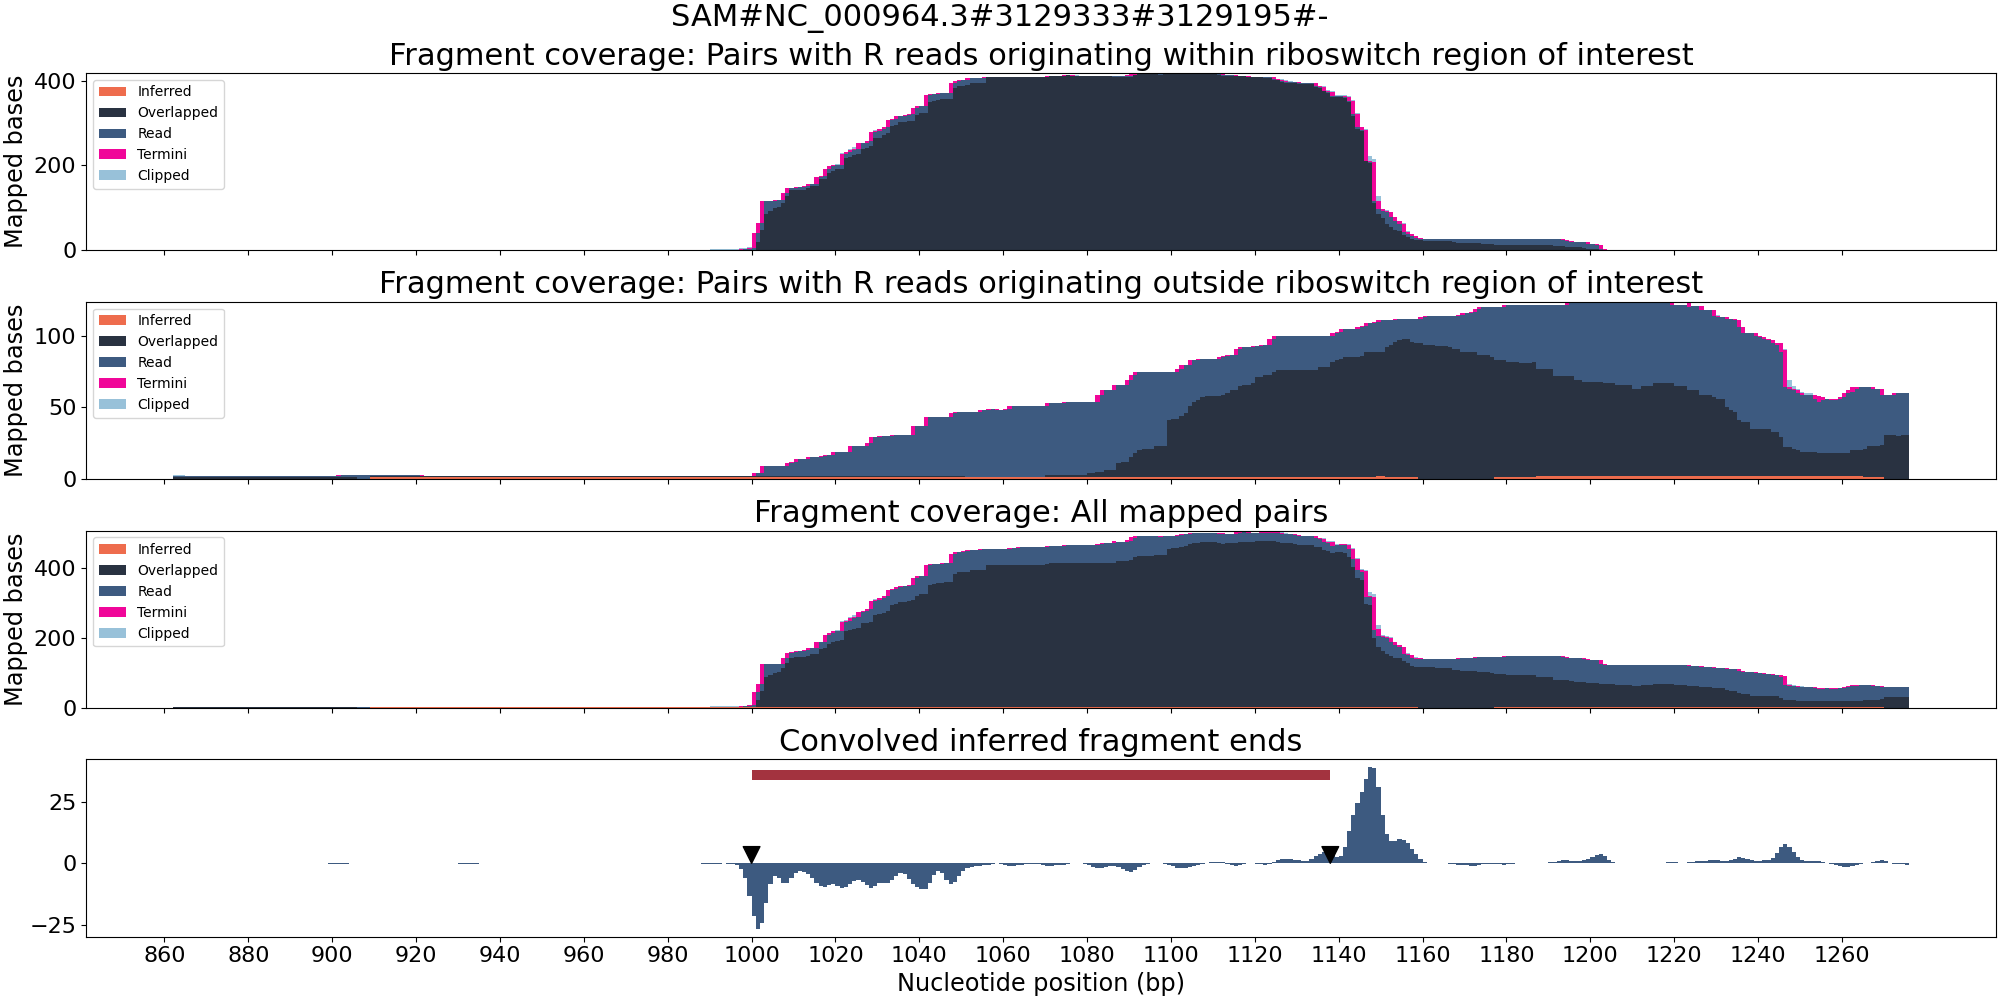 SAM#NC_000964.3#3129333#3129195#-
Fragment coverage: Pairs with R reads originating within riboswitch region of interest
Mapped bases
400
200
0
Inferred
Overlapped
Read
Termini
Clipped
Fragment coverage: Pairs with R reads originating outside riboswitch region of interest
Mapped bases
100
50
0
Inferred
Overlapped
Read
Termini
Clipped
Fragment coverage: All mapped pairs
Mapped bases
400
200
0
Inferred
Overlapped
Read
Termini
Clipped
Convolved inferred fragment ends
25
0
−25
860 880 900 920 940 960 980 1000 1020 1040 1060 1080 1100 1120 1140 1160 1180 1200 1220 1240 1260
Nucleotide position (bp)